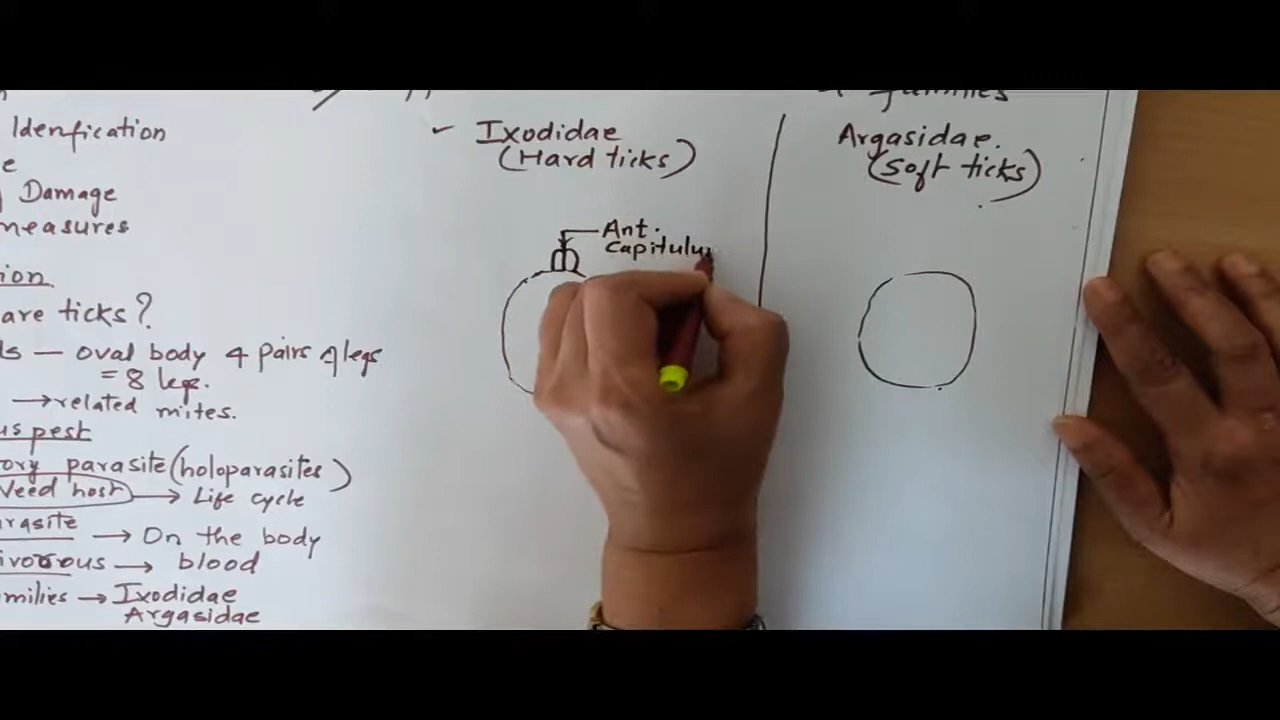 Idenfication
e
Damage
measures
ion
are ticks?
ls — oval body 4 pairs of legs
= 8 legs.
→ related mites.
us pest
ory parasite (holoparasites)
Need host → Life cycle
arasite → On the body
ivorous → blood
milies → Ixodidae
Argasidae
✓ Ixodidae
(Hard ticks)
Ant.
Capitulu
families
Argasidae.
(Soft ticks)